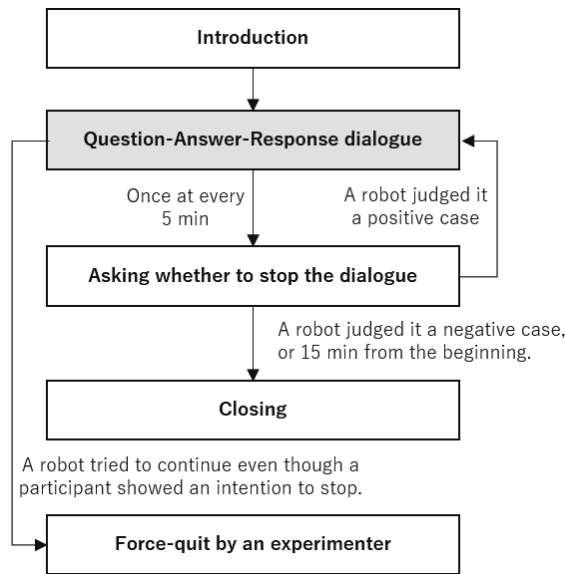 Introduction
Question-Answer-Response dialogue
Once at every
5 min
A robot judged it
a positive case
Asking whether to stop the dialogue
A robot judged it a negative case,
or 15 min from the beginning.
Closing
A robot tried to continue even though a
participant showed an intention to stop.
Force-quit by an experimenter